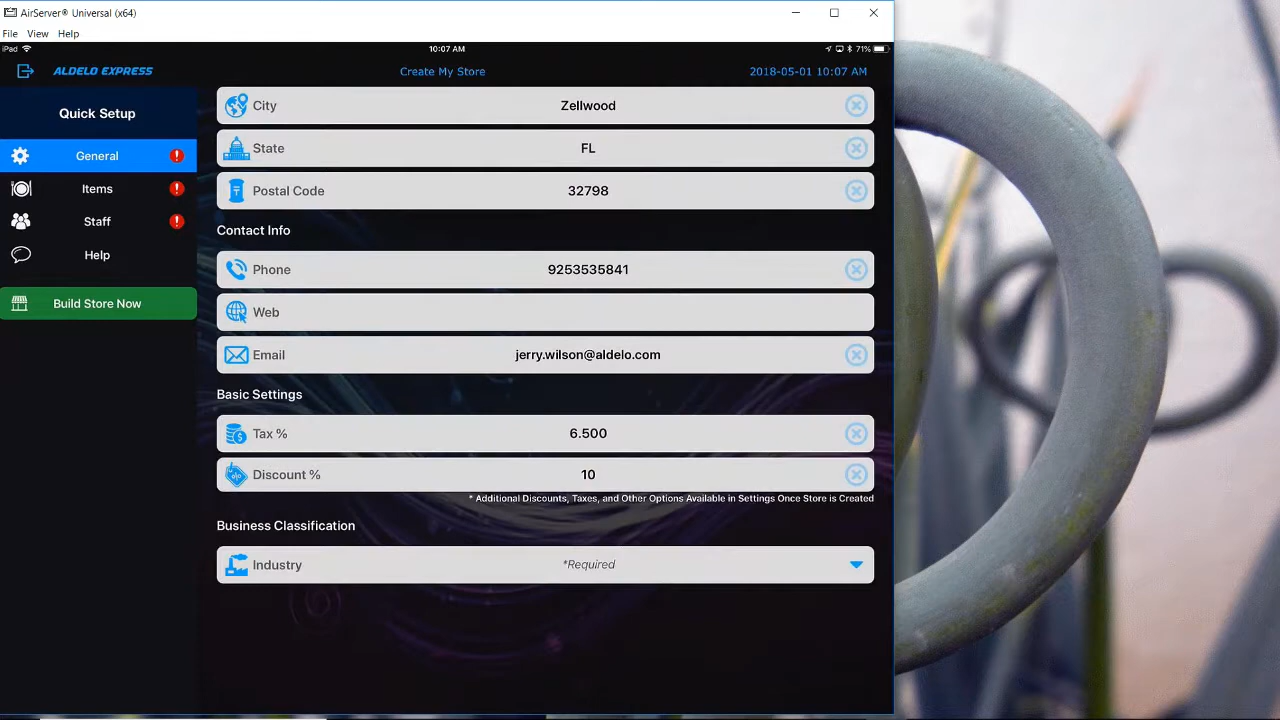 AirServer® Universal (x64)
File View Help
iPad 10:07 AM 71%
ALDELO EXPRESS Create My Store 2018-05-01 10:07 AM
Quick Setup
General
Items
Staff
Help
Build Store Now
City Zellwood
State FL
Postal Code 32798
Contact Info
Phone 9253535841
Web
Email jerry.wilson@aldelo.com
Basic Settings
Tax % 6.500
Discount % 10
* Additional Discounts, Taxes, and Other Options Available in Settings Once Store is Created
Business Classification
Industry *Required